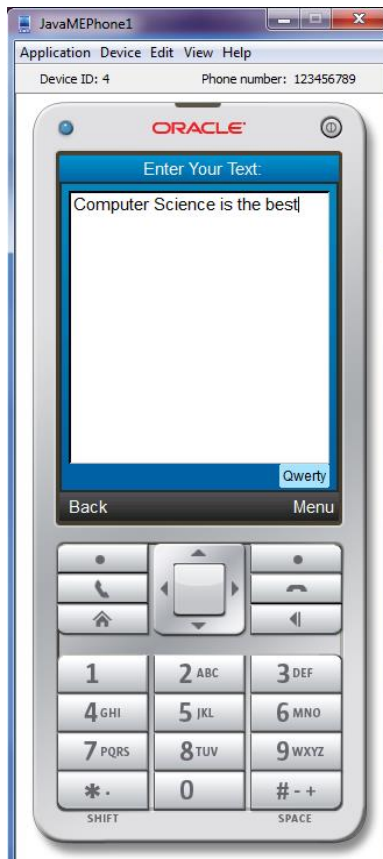 JavaMEPhone1
Application Device Edit View Help
Device ID: 4 Phone number: 123456789
ORACLE
Enter Your Text:
Computer Science is the best
Qwerty
Back Menu
1 2 ABC 3 DEF
4 GHI 5 JKL 6 MNO
7 PQRS 8 TUV 9 WXYZ
* . 0 # - +
SHIFT SPACE